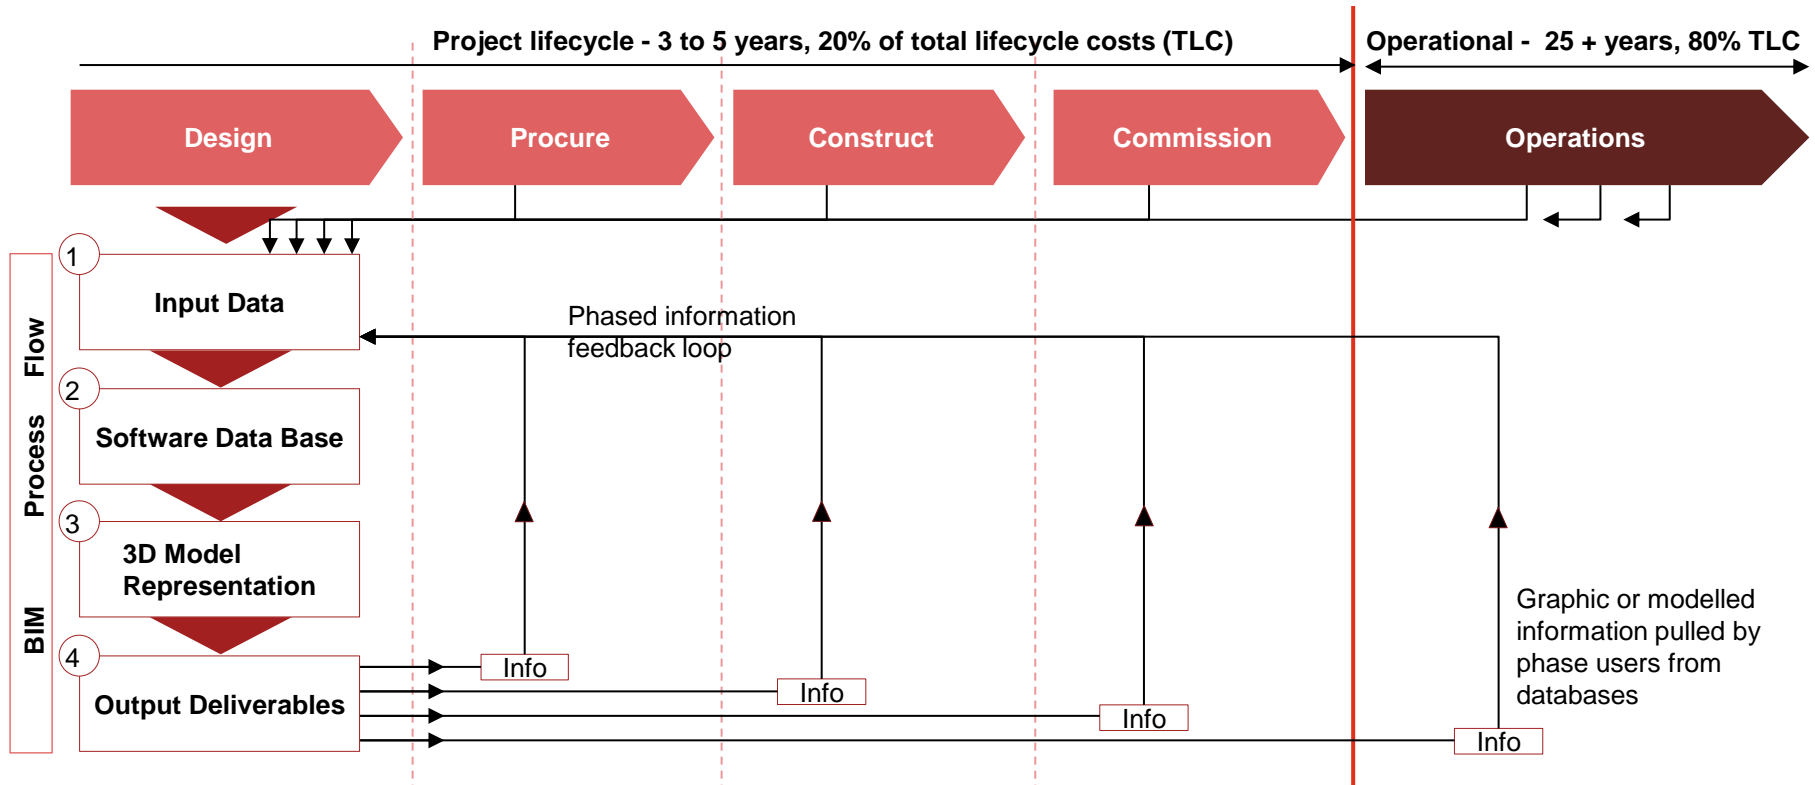 Project lifecycle - 3 to 5 years, 20% of total lifecycle costs (TLC)
Operational - 25 + years, 80% TLC
Design
Procure
Construct
Commission
Operations
BIM Process Flow
1
Input Data
Phased information
feedback loop
2
Software Data Base
3
3D Model
Representation
4
Output Deliverables
Info
Info
Info
Info
Graphic or modelled
information pulled by
phase users from
databases